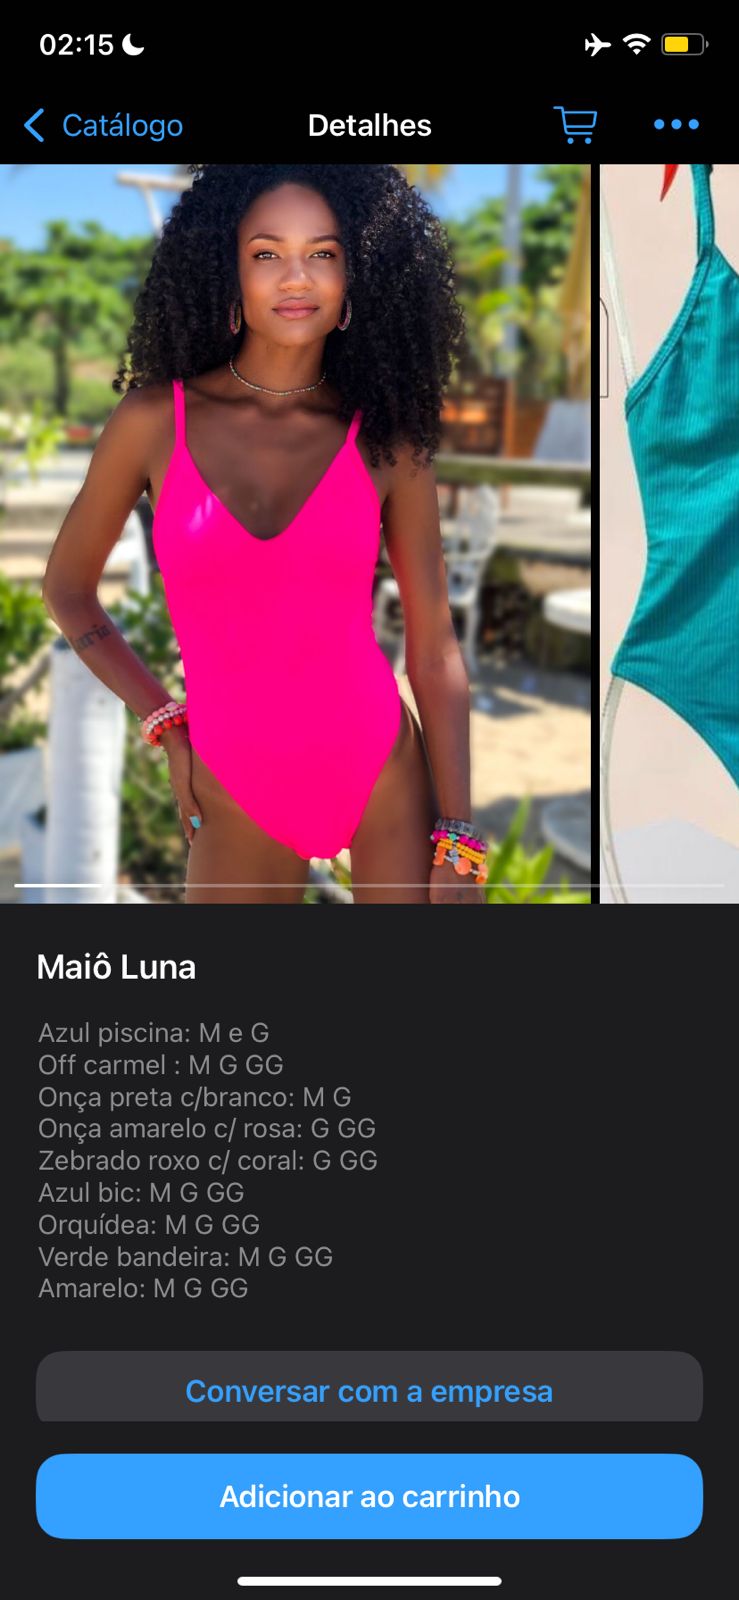 02:15
Catálogo
Detalhes
Maiô Luna
Azul piscina: M e G
Off carmel : M G GG
Onça preta c/branco: M G
Onça amarelo c/ rosa: G GG
Zebrado roxo c/ coral: G GG
Azul bic: M G GG
Orquídea: M G GG
Verde bandeira: M G GG
Amarelo: M G GG
Conversar com a empresa
Adicionar ao carrinho